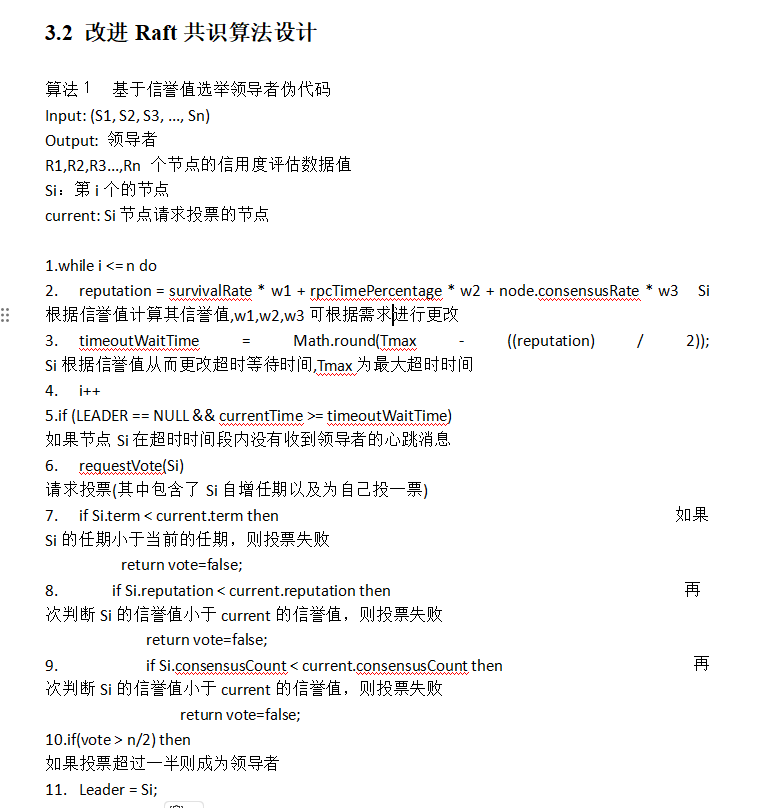 3.2 改进 Raft 共识算法设计
算法 1 基于信誉值选举领导者伪代码
Input: (S1, S2, S3, ..., Sn)
Output: 领导者
R1,R2,R3...,Rn 个节点的信用度评估数据值
Si：第 i 个的节点
current: Si 节点请求投票的节点
1.while i <= n do
2. reputation = survivalRate * w1 + rpcTimePercentage * w2 + node.consensusRate * w3 Si
根据信誉值计算其信誉值,w1,w2,w3 可根据需求进行更改
3. timeoutWaitTime = Math.round(Tmax - ((reputation) / 2));
Si 根据信誉值从而更改超时等待时间,Tmax 为最大超时时间
4. i++
5.if (LEADER == NULL && currentTime >= timeoutWaitTime)
如果节点 Si 在超时时间段内没有收到领导者的心跳消息
6. requestVote(Si)
请求投票(其中包含了 Si 自增任期以及为自己投一票)
7. if Si.term < current.term then 如果
Si 的任期小于当前的任期，则投票失败
return vote=false;
8. if Si.reputation < current.reputation then 再
次判断 Si 的信誉值小于 current 的信誉值，则投票失败
return vote=false;
9. if Si.consensusCount < current.consensusCount then 再
次判断 Si 的信誉值小于 current 的信誉值，则投票失败
return vote=false;
10.if(vote > n/2) then
如果投票超过一半则成为领导者
11. Leader = Si;